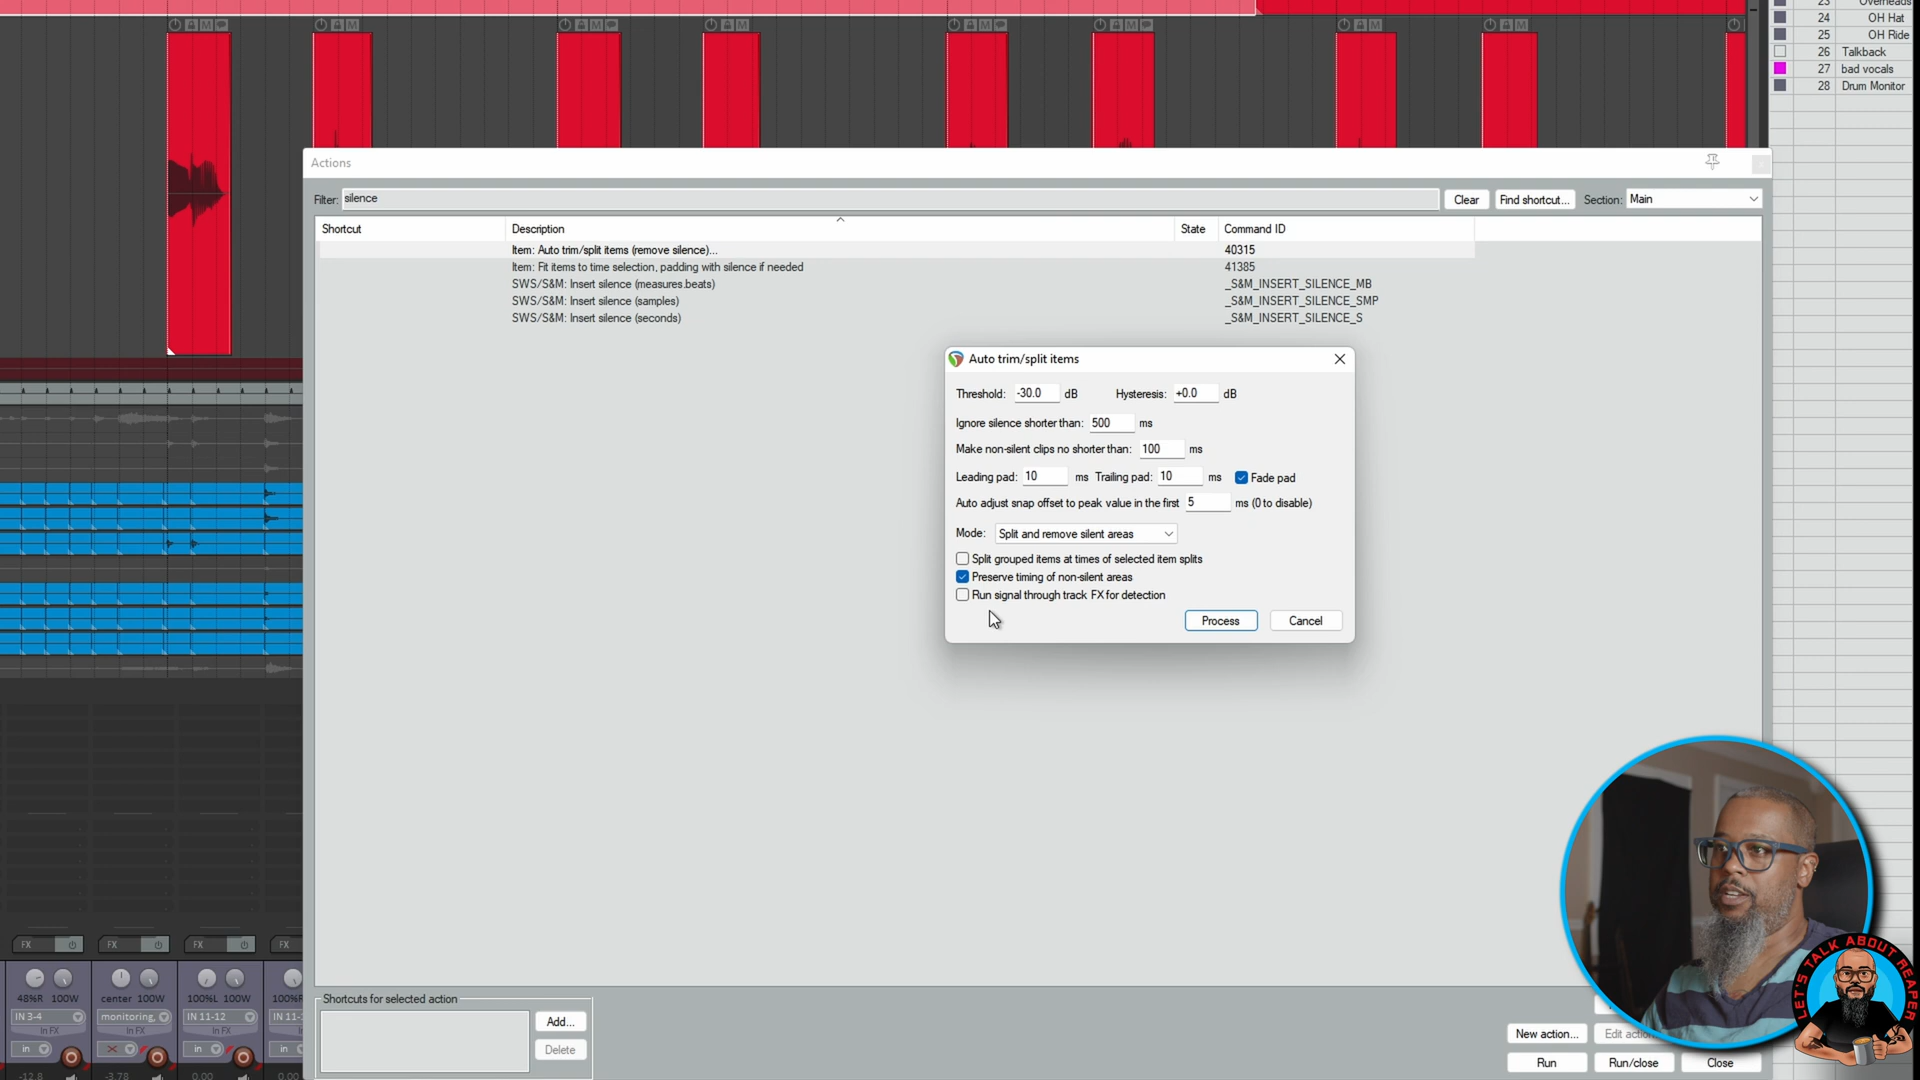 23 Overheads
24 OH Hat
25 OH Ride
26 Talkback
27 bad vocals
28 Drum Monitor
Actions
Filter: silence
Clear
Find shortcut...
Section: Main
Shortcut Description State Command ID
Item: Auto trim/split items (remove silence)... 40315
Item: Fit items to time selection, padding with silence if needed 41385
SWS/S&M: Insert silence (measures.beats) _S&M_INSERT_SILENCE_MB
SWS/S&M: Insert silence (samples) _S&M_INSERT_SILENCE_SMP
SWS/S&M: Insert silence (seconds) _S&M_INSERT_SILENCE_S
Auto trim/split items
Threshold: -30.0 dB Hysteresis: +0.0 dB
Ignore silence shorter than: 500 ms
Make non-silent clips no shorter than: 100 ms
Leading pad: 10 ms Trailing pad: 10 ms Fade pad
Auto adjust snap offset to peak value in the first 5 ms (0 to disable)
Mode: Split and remove silent areas
Split grouped items at times of selected item splits
Preserve timing of non-silent areas
Run signal through track FX for detection
Process Cancel
FX FX FX FX
48%R 100W center 100W 100%L 100W 100%R
IN 3-4 monitoring, IN 11-12 IN 11-
In FX In FX In FX
in in in
-12.8 -3.78 0.00 0.00
Shortcuts for selected action
Add...
Delete
New action... Edit action
Run Run/close Close
LET'S TALK ABOUT REAPER